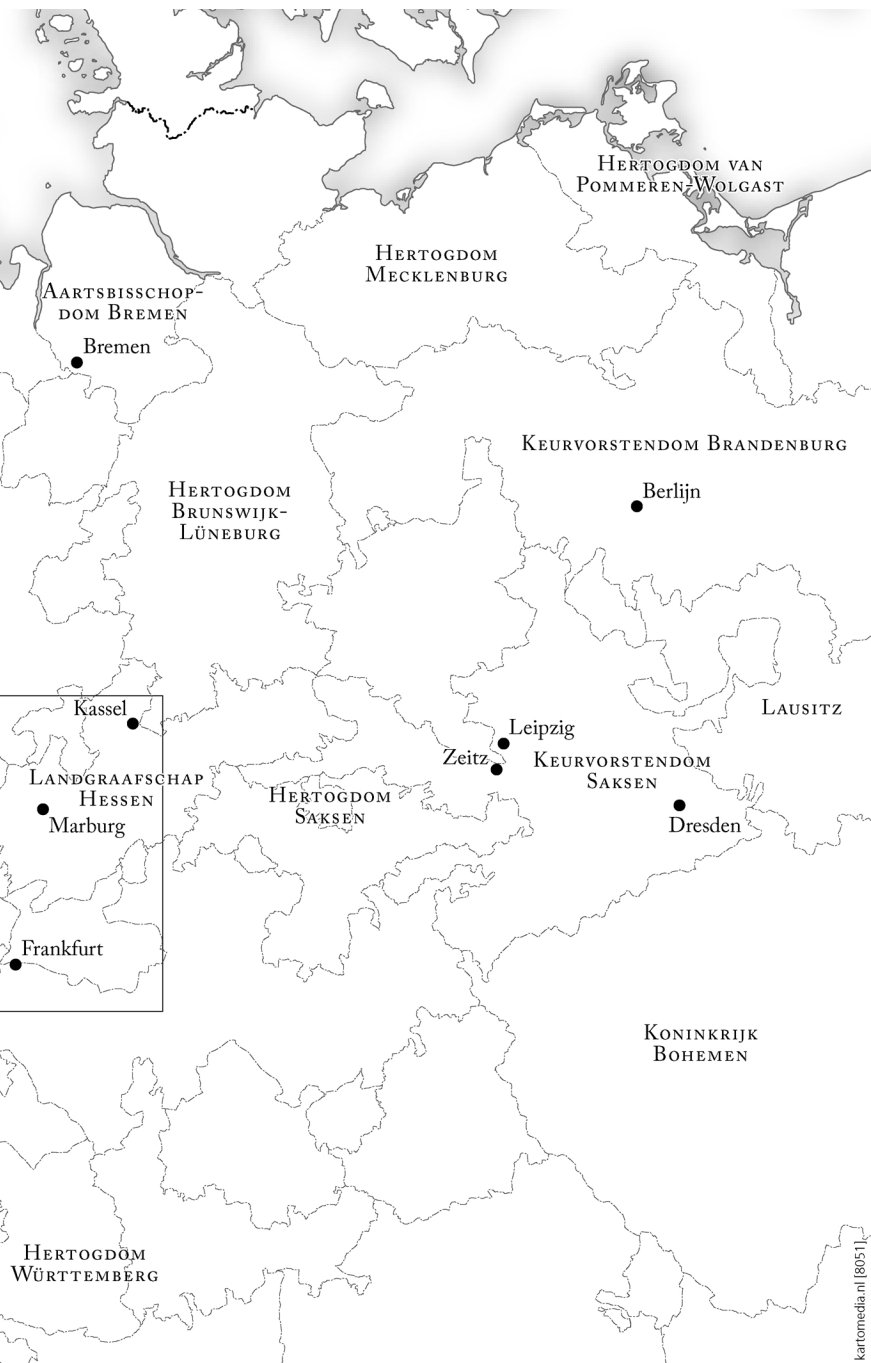 Hertogdom van
Pommeren-Wolgast
Hertogdom
Mecklenburg
Aartsbisschop-
dom Bremen
Bremen
Keurvorstendom Brandenburg
Berlijn
Hertogdom
Brunswijk-
Lüneburg
Kassel
Lausitz
Leipzig
Zeitz
Keurvorstendom
Saksen
Landgraafschap
Hessen
Hertogdom
Saksen
Marburg
Dresden
Frankfurt
Koninkrijk
Bohemen
Hertogdom
Württemberg
kartomedia.nl [8051]